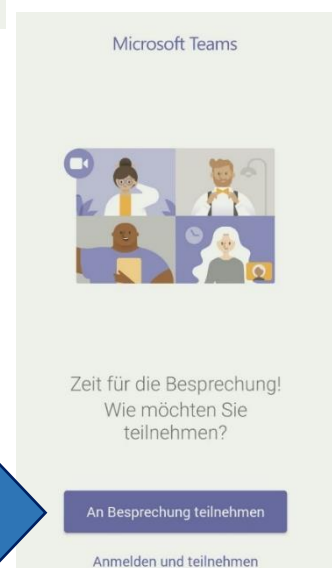 Microsoft Teams
Zeit für die Besprechung!
Wie möchten Sie
teilnehmen?
An Besprechung teilnehmen
Anmelden und teilnehmen